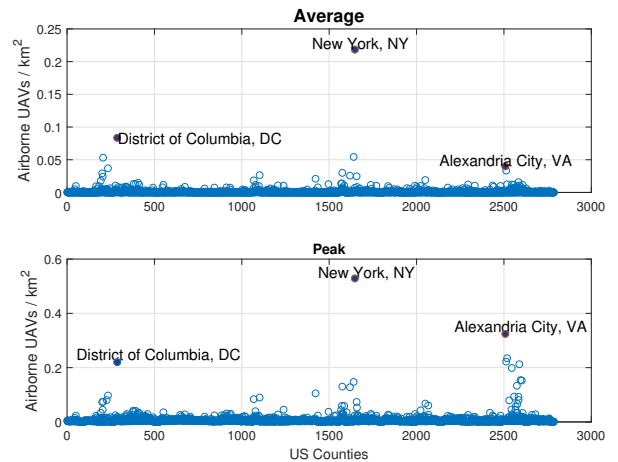 Average
0.25
New York, NY
0.2
0.15
Airborne UAVs / km²
0.1
District of Columbia, DC
0.05
Alexandria City, VA
0
0 500 1000 1500 2000 2500 3000
Peak
0.6
New York, NY
0.4
Airborne UAVs / km²
Alexandria City, VA
District of Columbia, DC
0.2
0
0 500 1000 1500 2000 2500 3000
US Counties